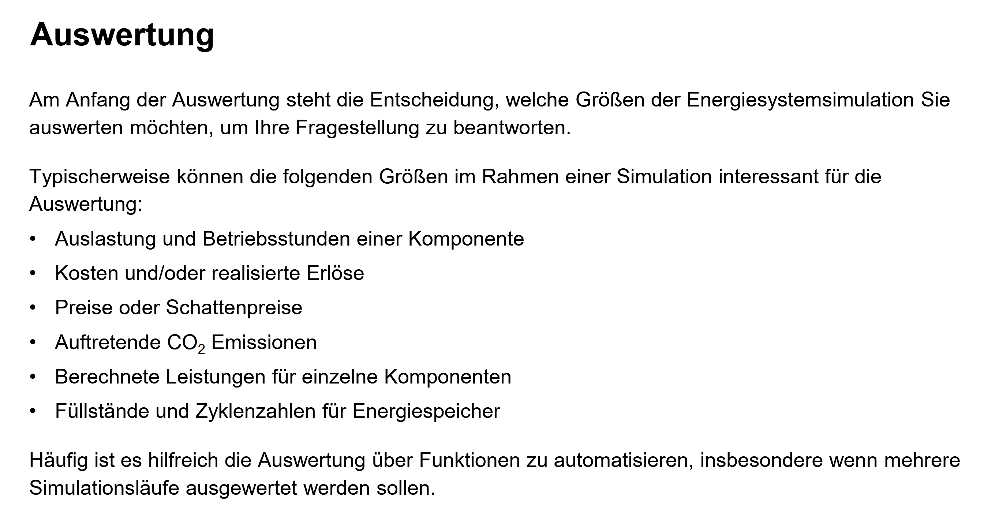 Auswertung
Am Anfang der Auswertung steht die Entscheidung, welche Größen der Energiesystemsimulation Sie
auswerten möchten, um Ihre Fragestellung zu beantworten.
Typischerweise können die folgenden Größen im Rahmen einer Simulation interessant für die
Auswertung:
• Auslastung und Betriebsstunden einer Komponente
• Kosten und/oder realisierte Erlöse
• Preise oder Schattenpreise
• Auftretende CO₂ Emissionen
• Berechnete Leistungen für einzelne Komponenten
• Füllstände und Zyklenzahlen für Energiespeicher
Häufig ist es hilfreich die Auswertung über Funktionen zu automatisieren, insbesondere wenn mehrere
Simulationsläufe ausgewertet werden sollen.